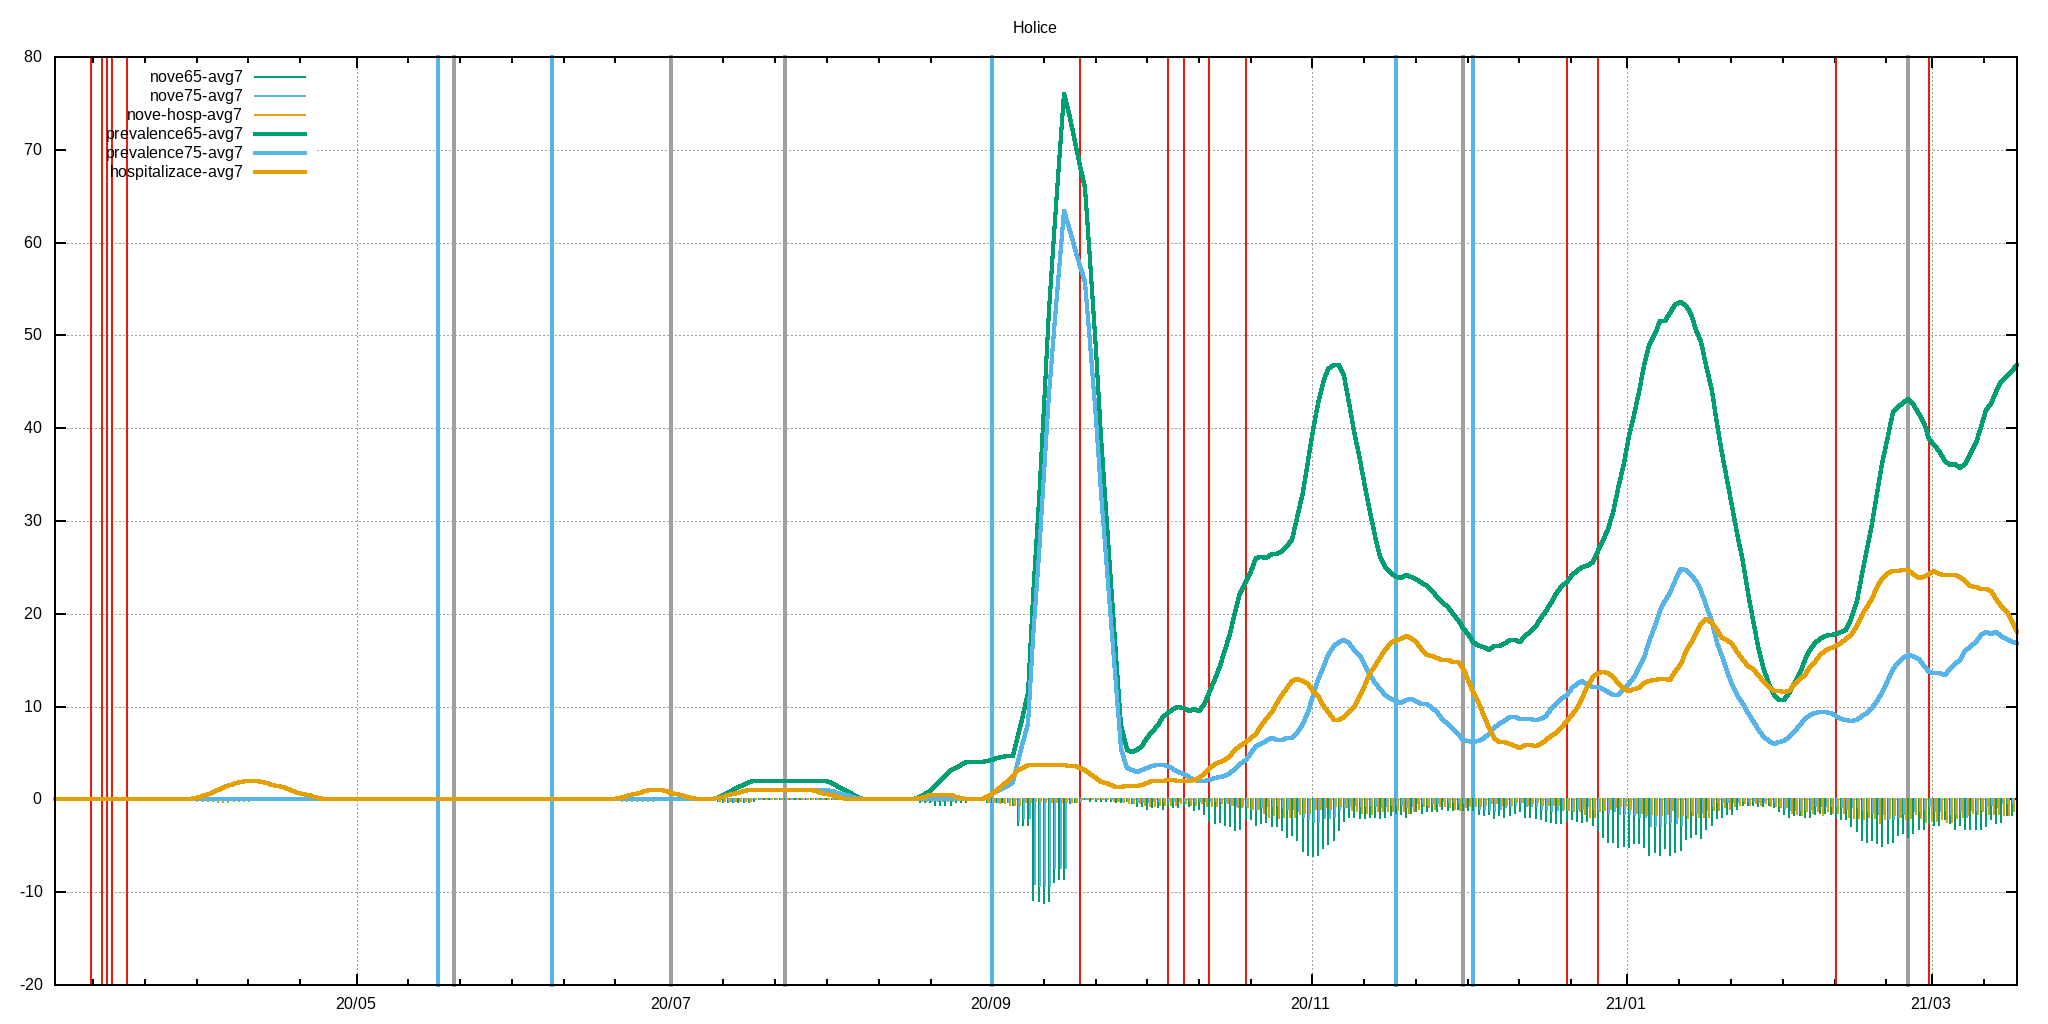 Holice
nove65-avg7
nove75-avg7
nove-hosp-avg7
prevalence65-avg7
prevalence75-avg7
hospitalizace-avg7
80
70
60
50
40
30
20
10
0
-10
-20
20/05 20/07 20/09 20/11 21/01 21/03